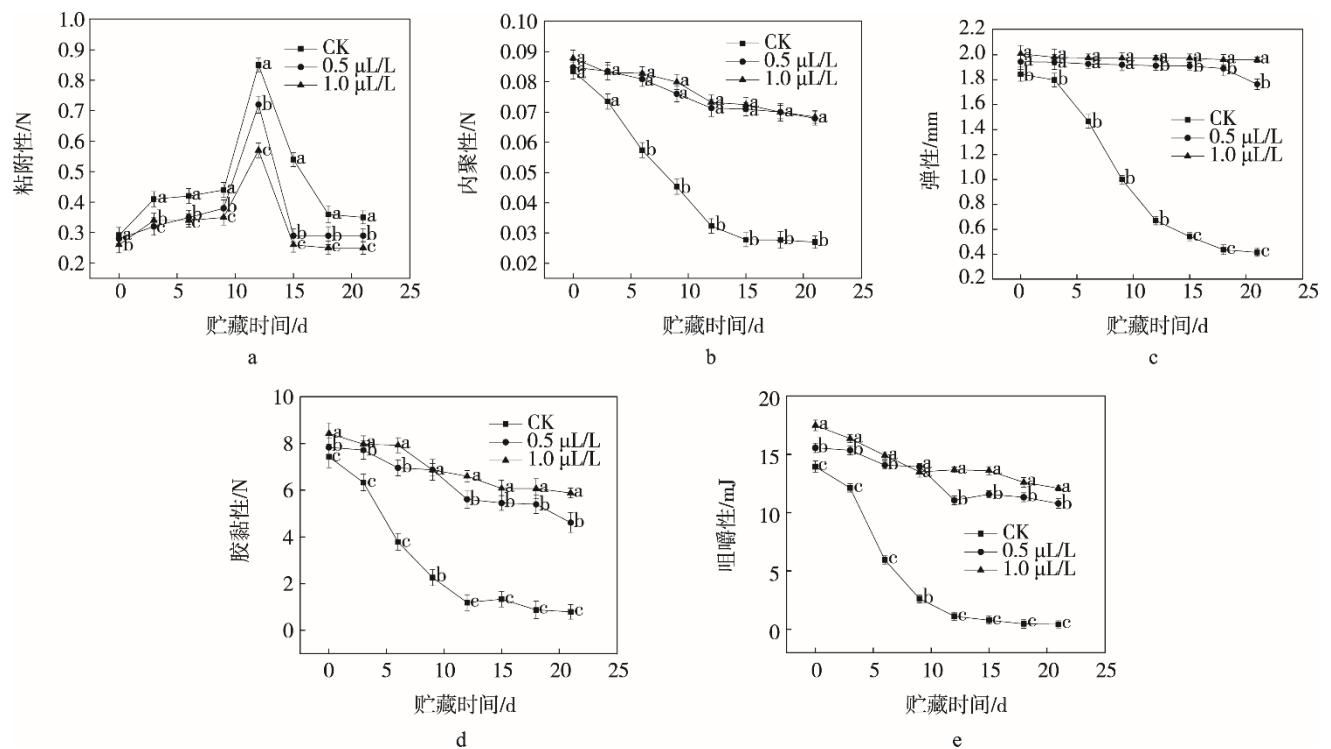 1.0
0.9
0.8
0.7
0.6
0.5
0.4
0.3
0.2
粘附性/N
CK
0.5 μL/L
1.0 μL/L
a a a a a a a a
b c b b b b b b
b b c c c c c
0 5 10 15 20 25
贮藏时间/d
a
0.10
0.09
0.08
0.07
0.06
0.05
0.04
0.03
0.02
内聚性/N
CK
0.5 μL/L
1.0 μL/L
a a a a a a a a
a a a a a a a a
a a b b b b b b
0 5 10 15 20 25
贮藏时间/d
b
2.2
2.0
1.8
1.6
1.4
1.2
1.0
0.8
0.6
0.4
0.2
弹性/mm
CK
0.5 μL/L
1.0 μL/L
a a a a a a a a
a a a a a a b b
b b b b b b c c
0 5 10 15 20 25
贮藏时间/d
c
10
8
6
4
2
0
胶黏性/N
CK
0.5 μL/L
1.0 μL/L
a a a a a a a a
b b b a b b b b
c c c b c c c c
0 5 10 15 20 25
贮藏时间/d
d
20
15
10
5
0
咀嚼性/mJ
CK
0.5 μL/L
1.0 μL/L
a a a a a a a a
b b b a b b b b
c c c b c c c c
0 5 10 15 20 25
贮藏时间/d
e